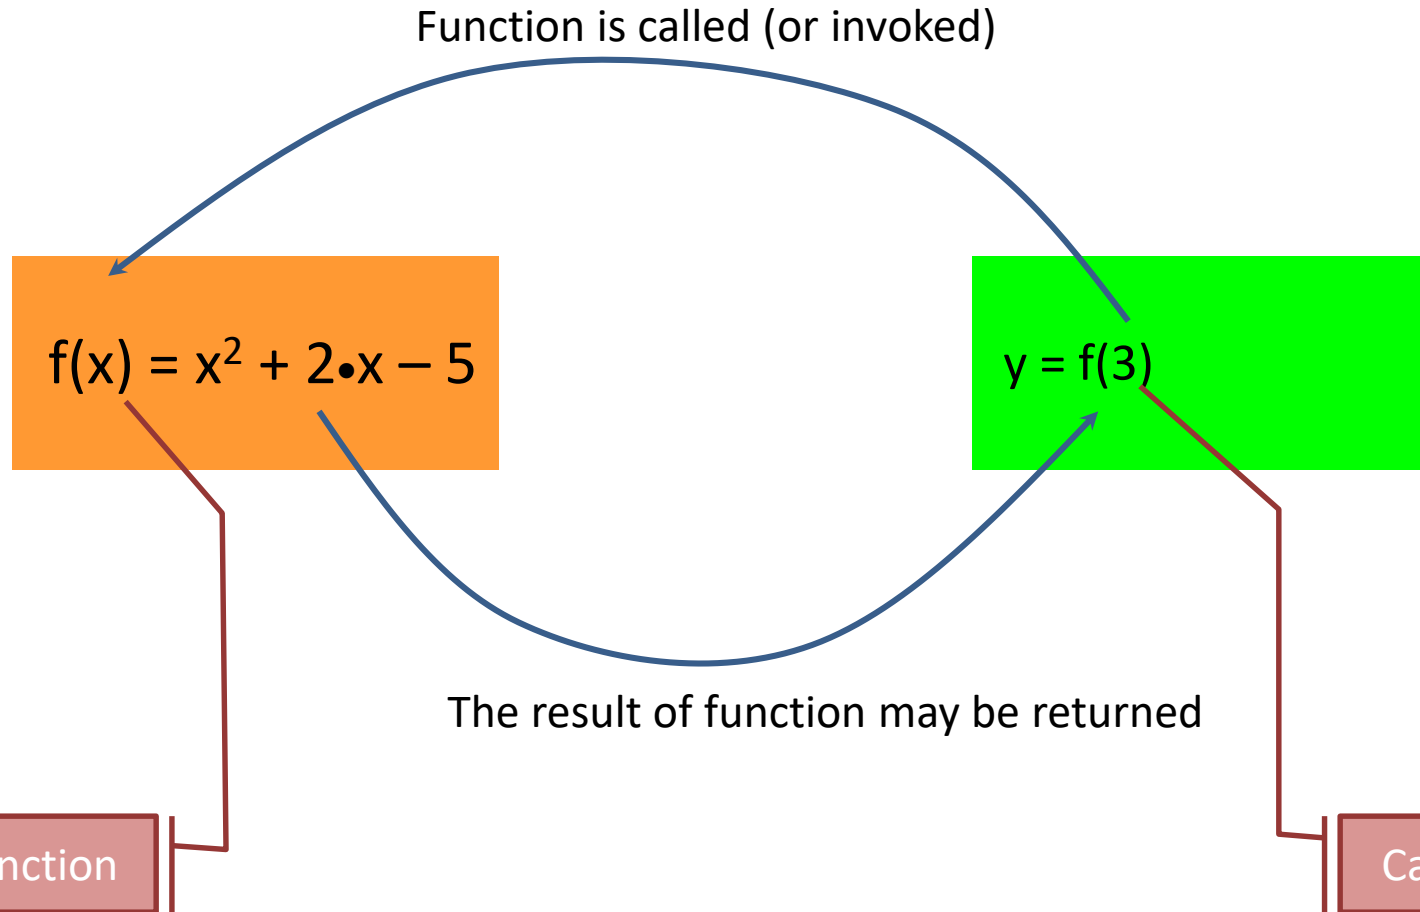 Function is called (or invoked)
f(x) = x² + 2•x – 5
y = f(3)
The result of function may be returned